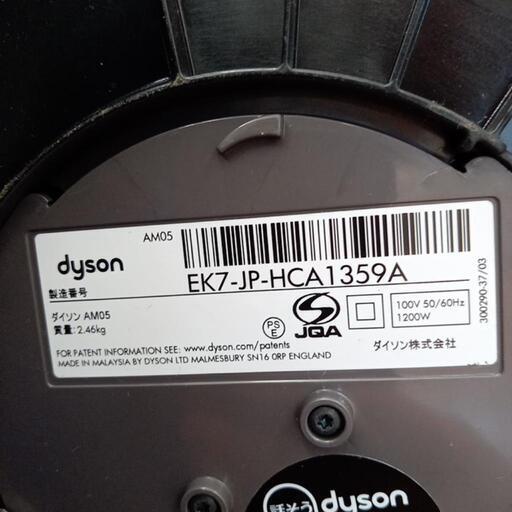 AM05
dyson
製造番号
EK7-JP-HCA1359A
ダイソン AM05
質量: 2.46kg
PS
E
JQA
100V 50/60Hz
1200W
300290-37/03
FOR PATENT INFORMATION SEE: www.dyson.com/patents
MADE IN MALAYSIA BY DYSON LTD MALMESBURY SN16 0RP ENGLAND
ダイソン株式会社
dyson